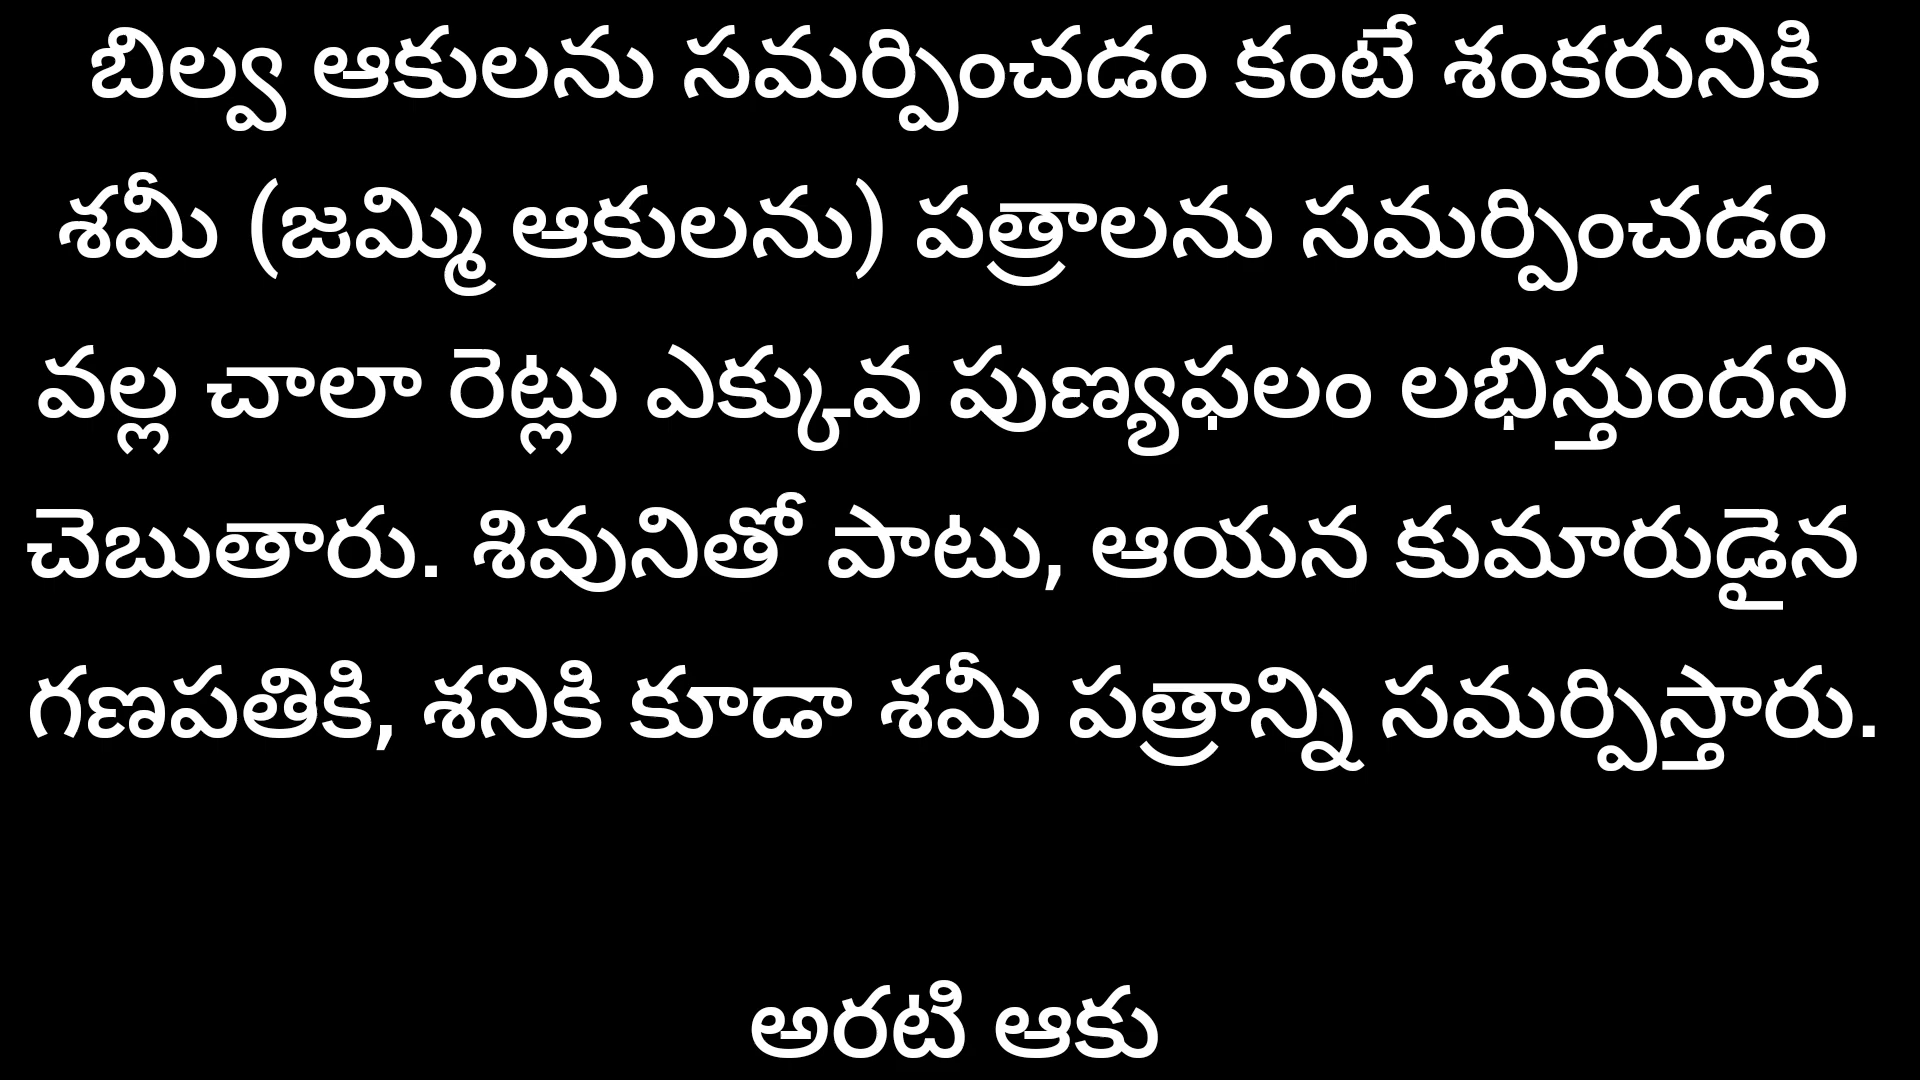 బిల్వ ఆకులను సమర్పించడం కంటే శంకరునికి
శమీ (జమ్మి ఆకులను) పత్రాలను సమర్పించడం
వల్ల చాలా రెట్లు ఎక్కువ పుణ్యఫలం లభిస్తుందని
చెబుతారు. శివునితో పాటు, ఆయన కుమారుడైన
గణపతికి, శనికి కూడా శమీ పత్రాన్ని సమర్పిస్తారు.
అరటి ఆకు